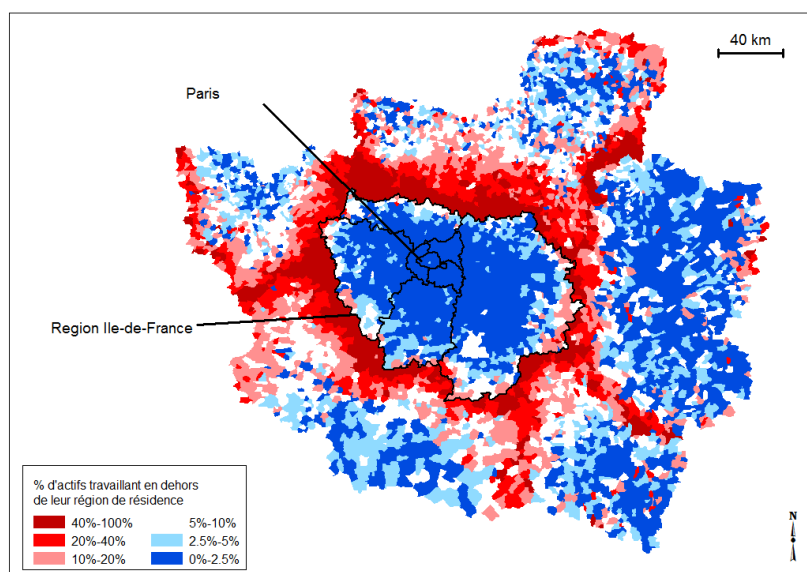 40 km
Paris
Region Ile-de-France
% d'actifs travaillant en dehors
de leur région de résidence
40%-100% 5%-10%
20%-40% 2.5%-5%
10%-20% 0%-2.5%
N